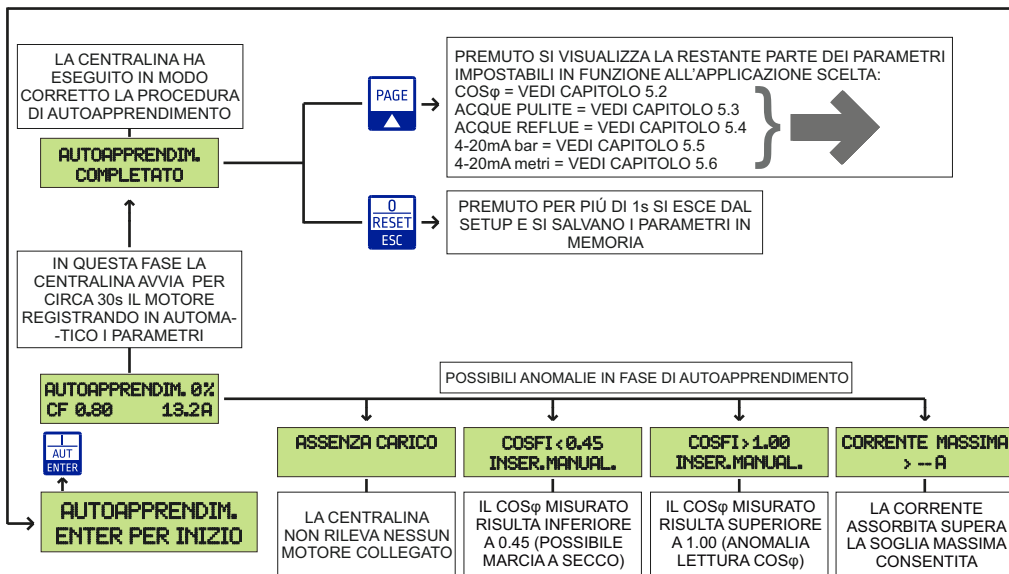 LA CENTRALINA HA
ESEGUITO IN MODO
CORRETTO LA PROCEDURA
DI AUTOAPPRENDIMENTO
AUTOAPPRENDIM.
COMPLETATO
PAGE
PREMUTO SI VISUALIZZA LA RESTANTE PARTE DEI PARAMETRI
IMPOSTABILI IN FUNZIONE ALL'APPLICAZIONE SCELTA:
COSφ = VEDI CAPITOLO 5.2
ACQUE PULITE = VEDI CAPITOLO 5.3
ACQUE REFLUE = VEDI CAPITOLO 5.4
4-20mA bar = VEDI CAPITOLO 5.5
4-20mA metri = VEDI CAPITOLO 5.6
0
RESET
ESC
PREMUTO PER PIÚ DI 1s SI ESCE DAL
SETUP E SI SALVANO I PARAMETRI IN
MEMORIA
IN QUESTA FASE LA
CENTRALINA AVVIA PER
CIRCA 30s IL MOTORE
REGISTRANDO IN AUTOMA-
-TICO I PARAMETRI
AUTOAPPRENDIM. 0%
CF 0.80 13.2A
I
AUT
ENTER
AUTOAPPRENDIM.
ENTER PER INIZIO
POSSIBILI ANOMALIE IN FASE DI AUTOAPPRENDIMENTO
ASSENZA CARICO
LA CENTRALINA
NON RILEVA NESSUN
MOTORE COLLEGATO
COSFI < 0.45
INSER.MANUAL.
IL COSφ MISURATO
RISULTA INFERIORE
A 0.45 (POSSIBILE
MARCIA A SECCO)
COSFI > 1.00
INSER.MANUAL.
IL COSφ MISURATO
RISULTA SUPERIORE
A 1.00 (ANOMALIA
LETTURA COSφ)
CORRENTE MASSIMA
> -- A
LA CORRENTE
ASSORBITA SUPERA
LA SOGLIA MASSIMA
CONSENTITA